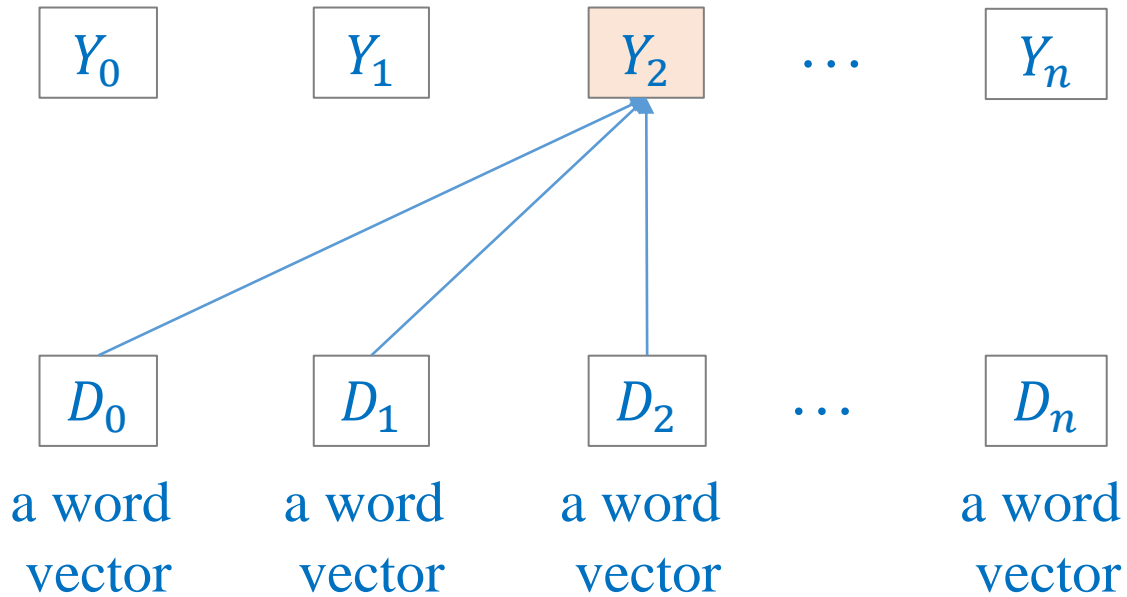 Y₀ Y₁ Y₂ … Yₙ
D₀ D₁ D₂ … Dₙ
a word a word a word a word
vector vector vector vector